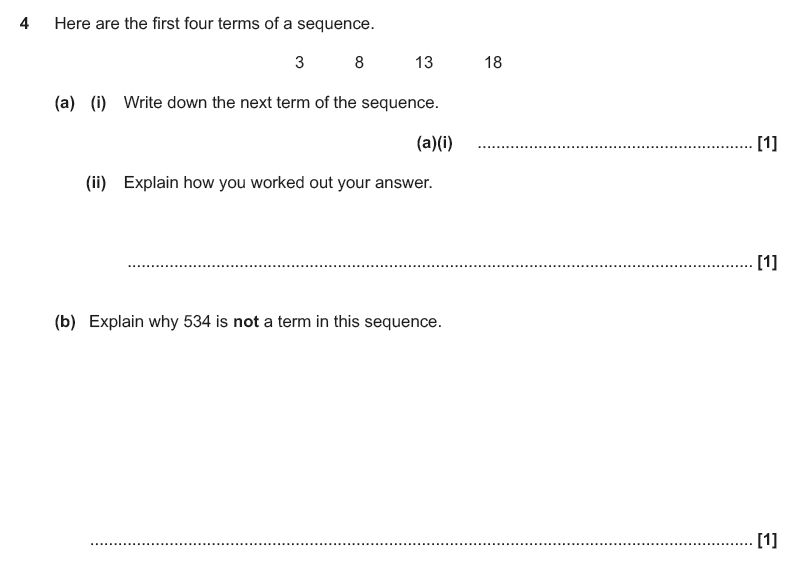 4 Here are the first four terms of a sequence.
3 8 13 18
(a) (i) Write down the next term of the sequence.
(a)(i) .......................................................... [1]
(ii) Explain how you worked out your answer.
...................................................................................................................................... [1]
(b) Explain why 534 is not a term in this sequence.
.............................................................................................................................................. [1]